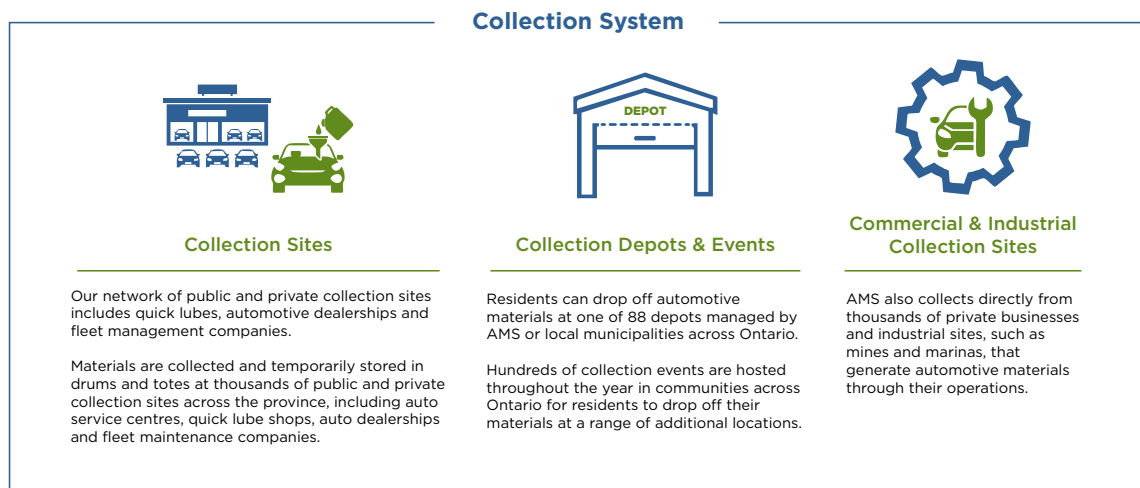 Collection System
DEPOT
Collection Sites
Our network of public and private collection sites
includes quick lubes, automotive dealerships and
fleet management companies.
Materials are collected and temporarily stored in
drums and totes at thousands of public and private
collection sites across the province, including auto
service centres, quick lube shops, auto dealerships
and fleet maintenance companies.
Collection Depots & Events
Residents can drop off automotive
materials at one of 88 depots managed by
AMS or local municipalities across Ontario.
Hundreds of collection events are hosted
throughout the year in communities across
Ontario for residents to drop off their
materials at a range of additional locations.
Commercial & Industrial
Collection Sites
AMS also collects directly from
thousands of private businesses
and industrial sites, such as
mines and marinas, that
generate automotive materials
through their operations.